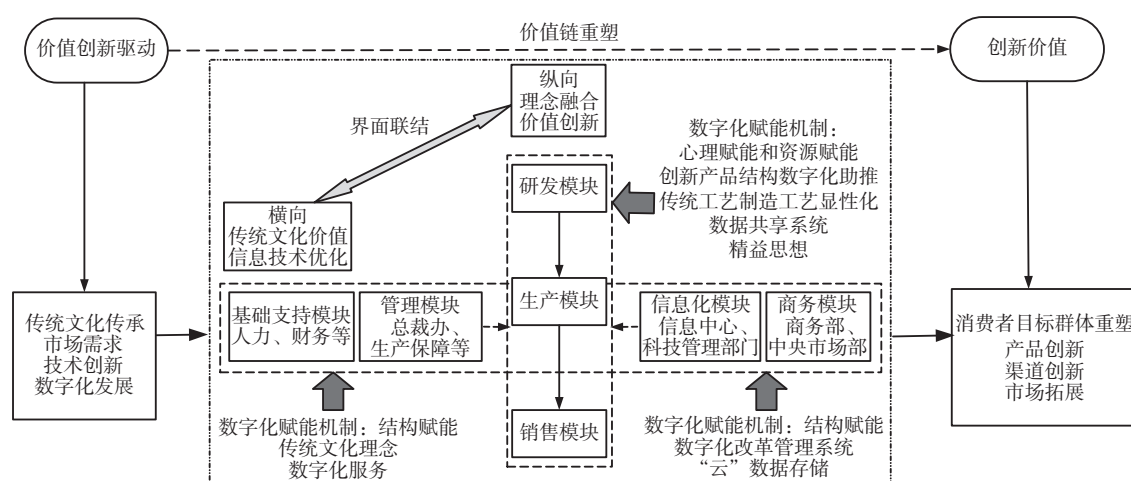 价值创新驱动
价值链重塑
创新价值
纵向
理念融合
价值创新
界面联结
数字化赋能机制：
心理赋能和资源赋能
创新产品结构数字化助推
传统工艺制造工艺显性化
数据共享系统
精益思想
研发模块
横向
传统文化价值
信息技术优化
传统文化传承
市场需求
技术创新
数字化发展
基础支持模块
人力、财务等
管理模块
总裁办、
生产保障等
生产模块
信息化模块
信息中心、
科技管理部门
商务模块
商务部、
中央市场部
消费者目标群体重塑
产品创新
渠道创新
市场拓展
数字化赋能机制：结构赋能
传统文化理念
数字化服务
销售模块
数字化赋能机制：结构赋能
数字化改革管理系统
“云”数据存储